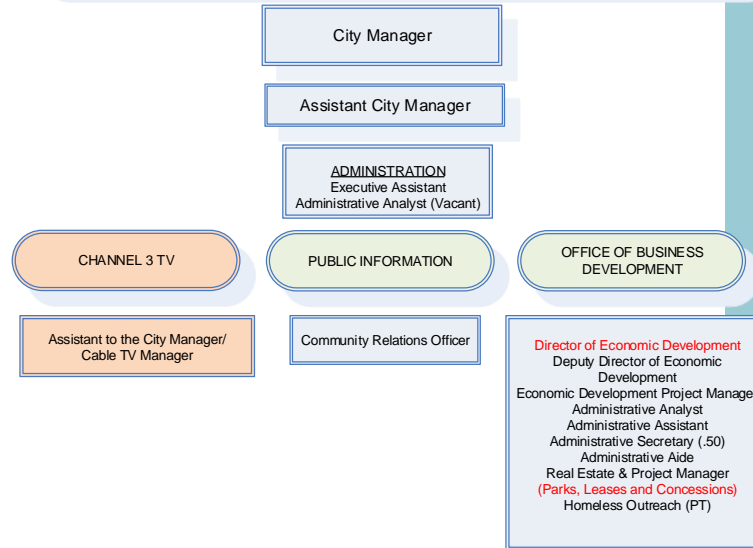 City Manager
Assistant City Manager
ADMINISTRATION
Executive Assistant
Administrative Analyst (Vacant)
CHANNEL 3 TV
PUBLIC INFORMATION
OFFICE OF BUSINESS
DEVELOPMENT
Assistant to the City Manager/
Cable TV Manager
Community Relations Officer
Director of Economic Development
Deputy Director of Economic
Development
Economic Development Project Manage
Administrative Analyst
Administrative Assistant
Administrative Secretary (.50)
Administrative Aide
Real Estate & Project Manager
(Parks, Leases and Concessions)
Homeless Outreach (PT)